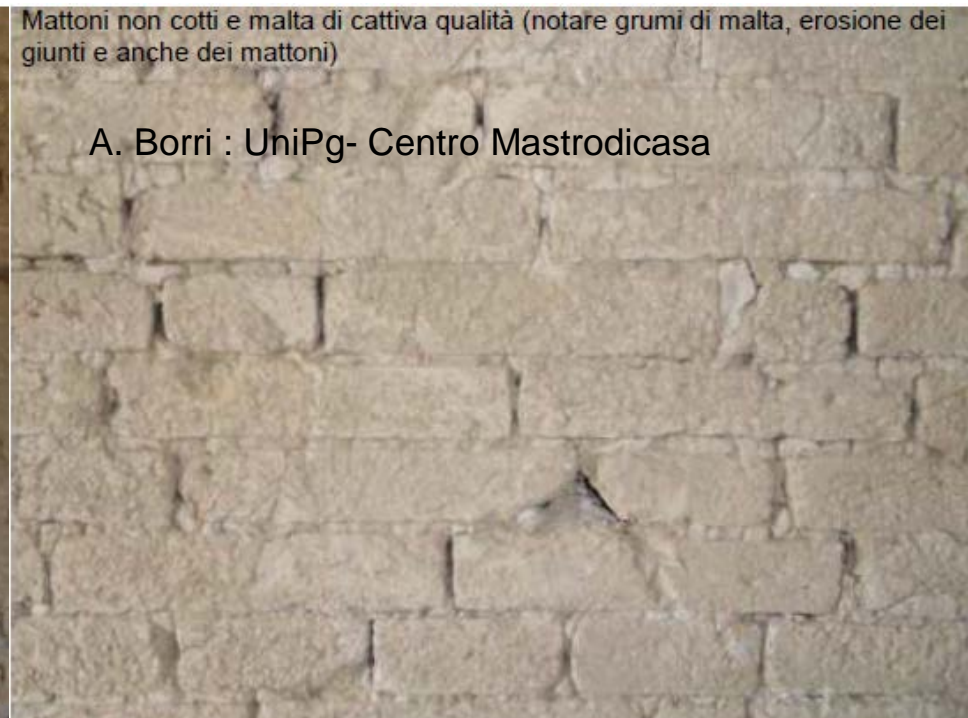 Mattoni non cotti e malta di cattiva qualità (notare grumi di malta, erosione dei
giunti e anche dei mattoni)
A. Borri : UniPg- Centro Mastrodicasa